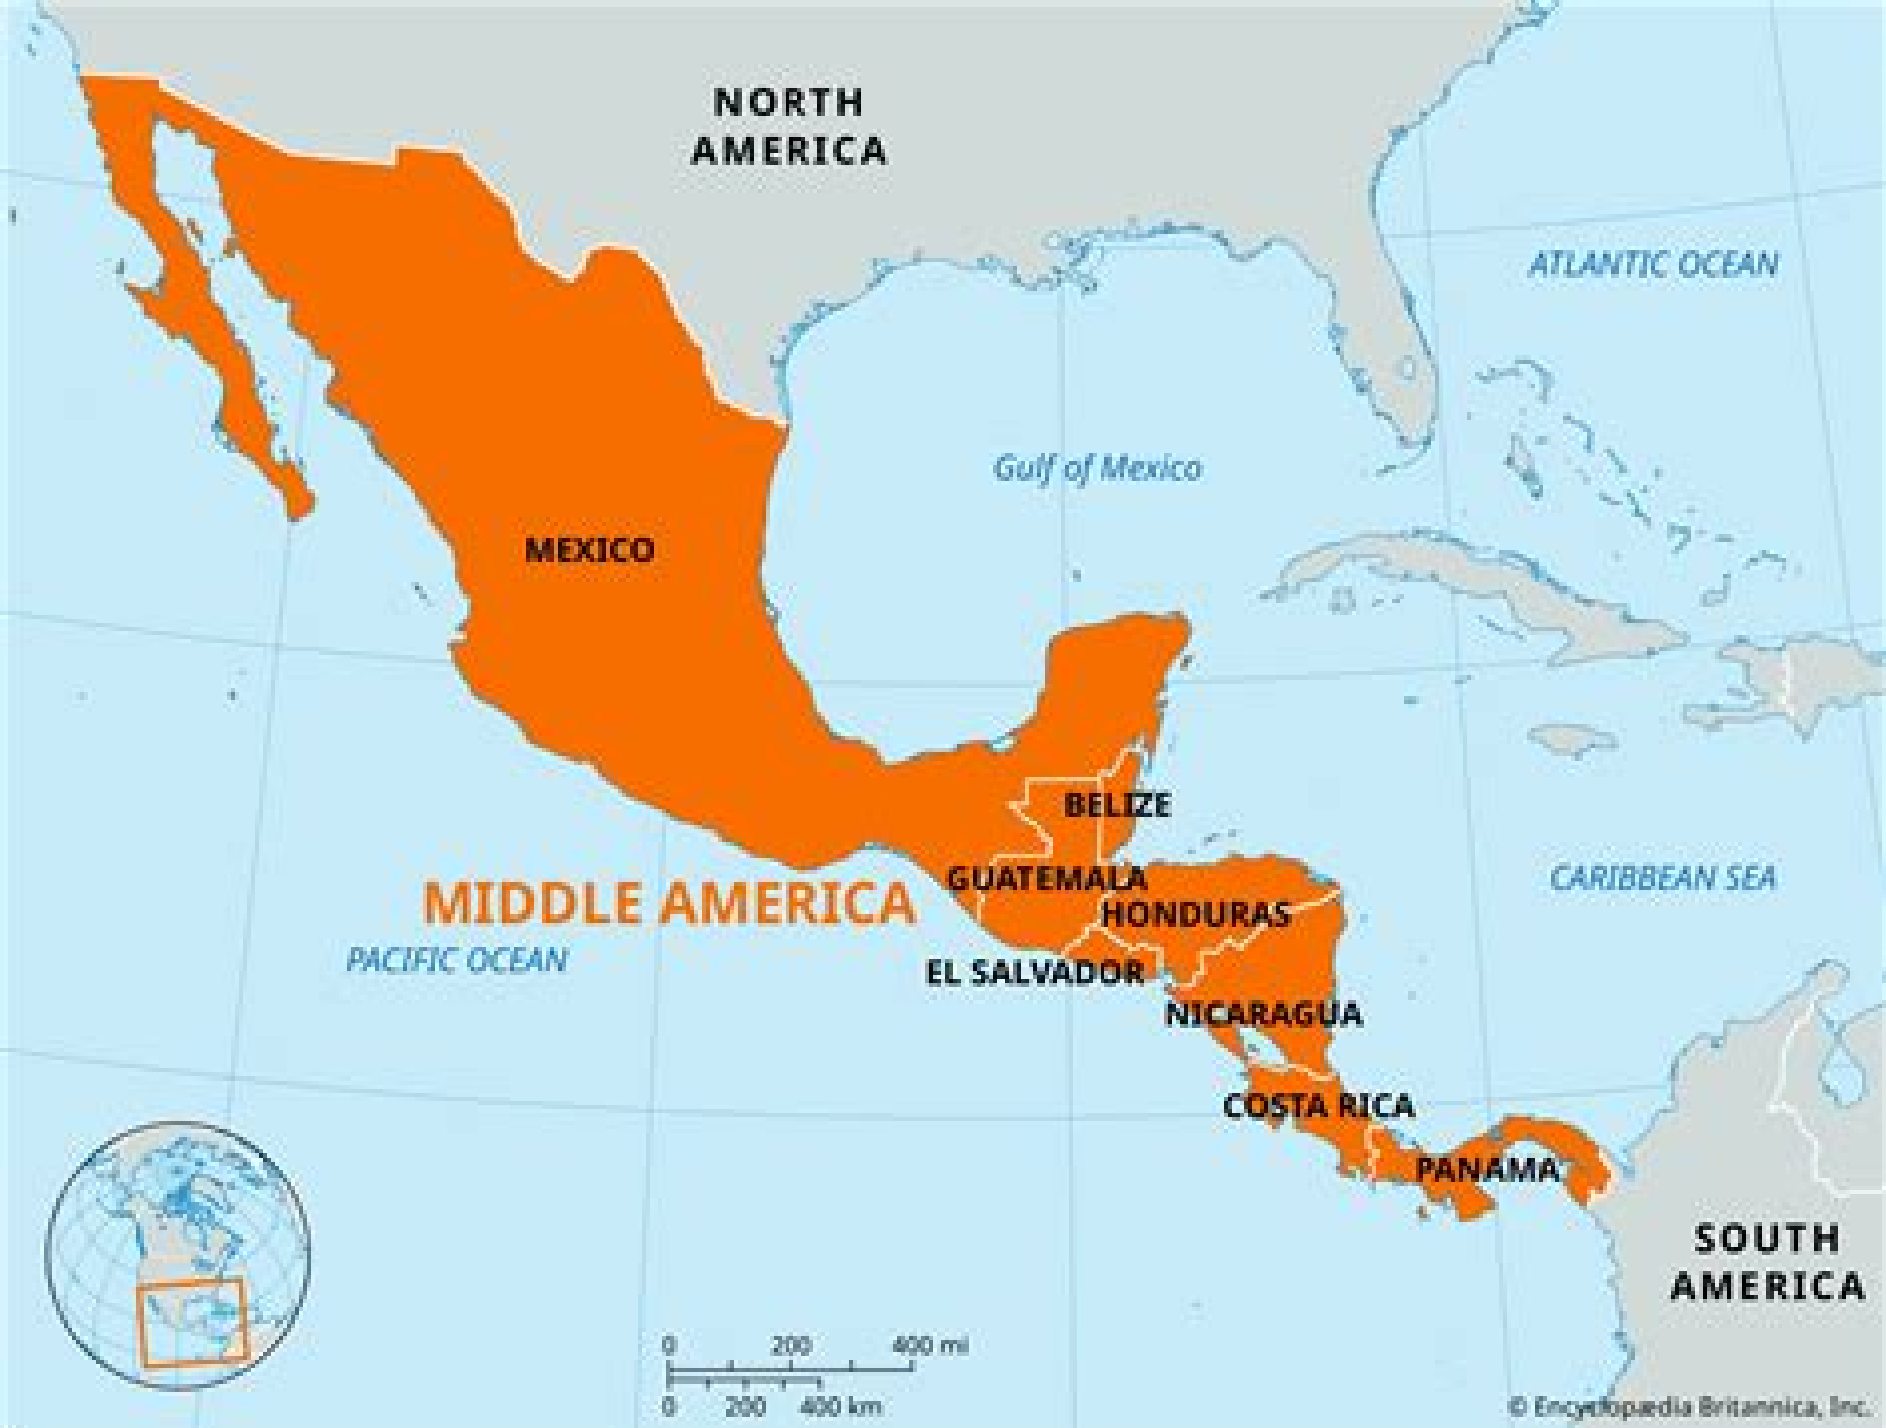 NORTH
AMERICA
ATLANTIC OCEAN
Gulf of Mexico
MEXICO
BELIZE
GUATEMALA
CARIBBEAN SEA
MIDDLE AMERICA
HONDURAS
PACIFIC OCEAN
EL SALVADOR
NICARAGUA
COSTA RICA
PANAMA
SOUTH
AMERICA
0 200 400 mi
0 200 400 km
© Encyclopædia Britannica, Inc.